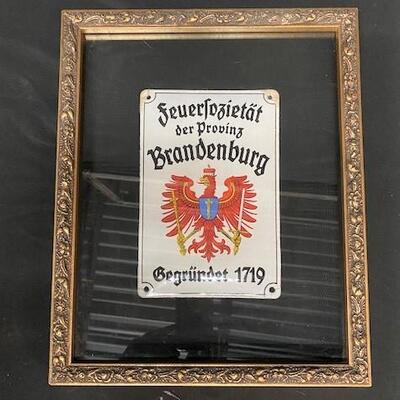 Feuersozietät
der Provinz
Brandenburg
Gegründet 1719